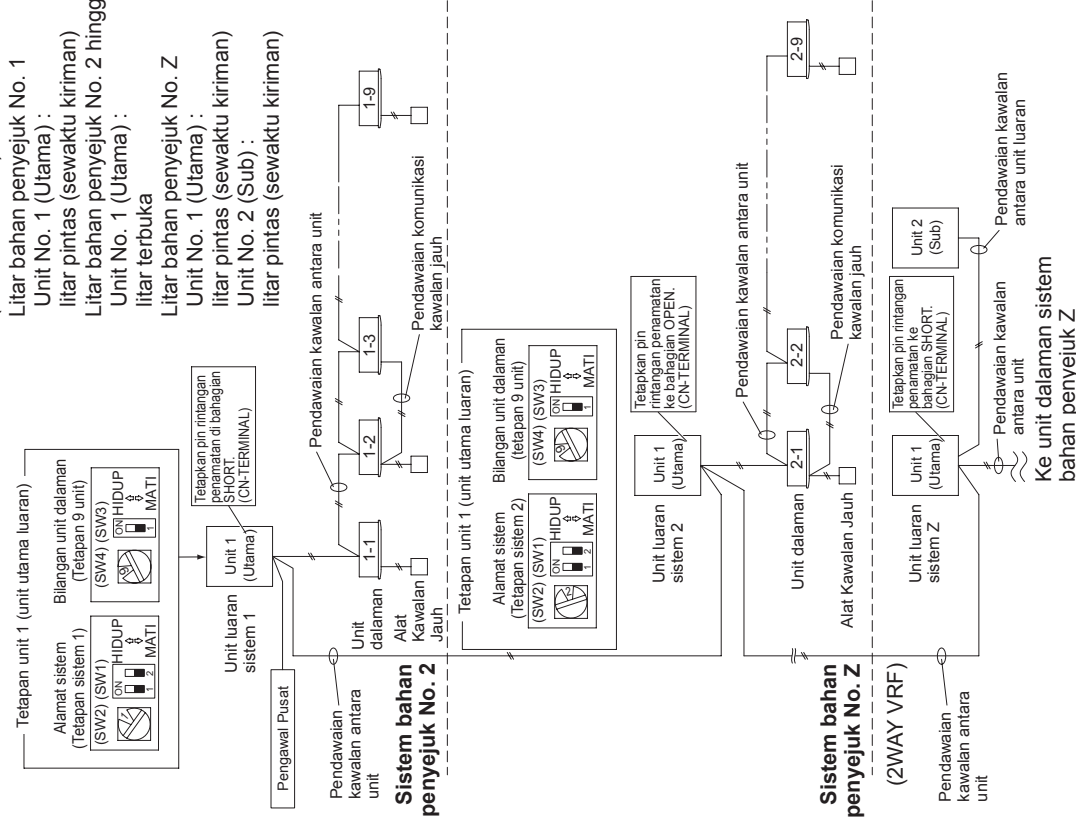 Litar bahan penyejuk No. 1
Unit No. 1 (Utama) :
litar pintas (sewaktu kiriman)
Litar bahan penyejuk No. 2 hingg
Unit No. 1 (Utama) :
litar terbuka
Litar bahan penyejuk No. Z
Unit No. 1 (Utama) :
litar pintas (sewaktu kiriman)
Unit No. 2 (Sub) :
litar pintas (sewaktu kiriman)
Tetapan unit 1 (unit utama luaran)
Alamat sistem
(Tetapan sistem 1)
(SW2) (SW1)
1
ON
1 2
HIDUP
MATI
Bilangan unit dalaman
(Tetapan 9 unit)
(SW4) (SW3)
9
ON
1
HIDUP
MATI
Unit luaran
sistem 1
Unit 1
(Utama)
Tetapkan pin rintangan
penamatan di bahagian
SHORT.
(CN-TERMINAL)
Pengawal Pusat
Pendawaian kawalan antara unit
1-1
1-2
1-3
1-9
Unit
dalaman
Alat
Kawalan
Jauh
Pendawaian komunikasi
kawalan jauh
Pendawaian
kawalan antara
unit
Sistem bahan
penyejuk No. 2
Tetapan unit 1 (unit utama luaran)
Alamat sistem
(Tetapan sistem 2)
(SW2) (SW1)
2
ON
1 2
HIDUP
MATI
Bilangan unit dalaman
(tetapan 9 unit)
(SW4) (SW3)
9
ON
1
HIDUP
MATI
Unit luaran
sistem 2
Unit 1
(Utama)
Tetapkan pin
rintangan penamatan
ke bahagian OPEN.
(CN-TERMINAL)
Pendawaian kawalan antara unit
2-1
2-2
2-9
Unit dalaman
Alat Kawalan Jauh
Pendawaian komunikasi
kawalan jauh
Sistem bahan
penyejuk No. Z
(2WAY VRF)
Unit luaran
sistem Z
Unit 1
(Utama)
Tetapkan pin rintangan
penamatan ke
bahagian SHORT.
(CN-TERMINAL)
Unit 2
(Sub)
Pendawaian
kawalan antara
unit
Pendawaian kawalan
antara unit
Pendawaian kawalan
antara unit luaran
Ke unit dalaman sistem
bahan penyejuk Z